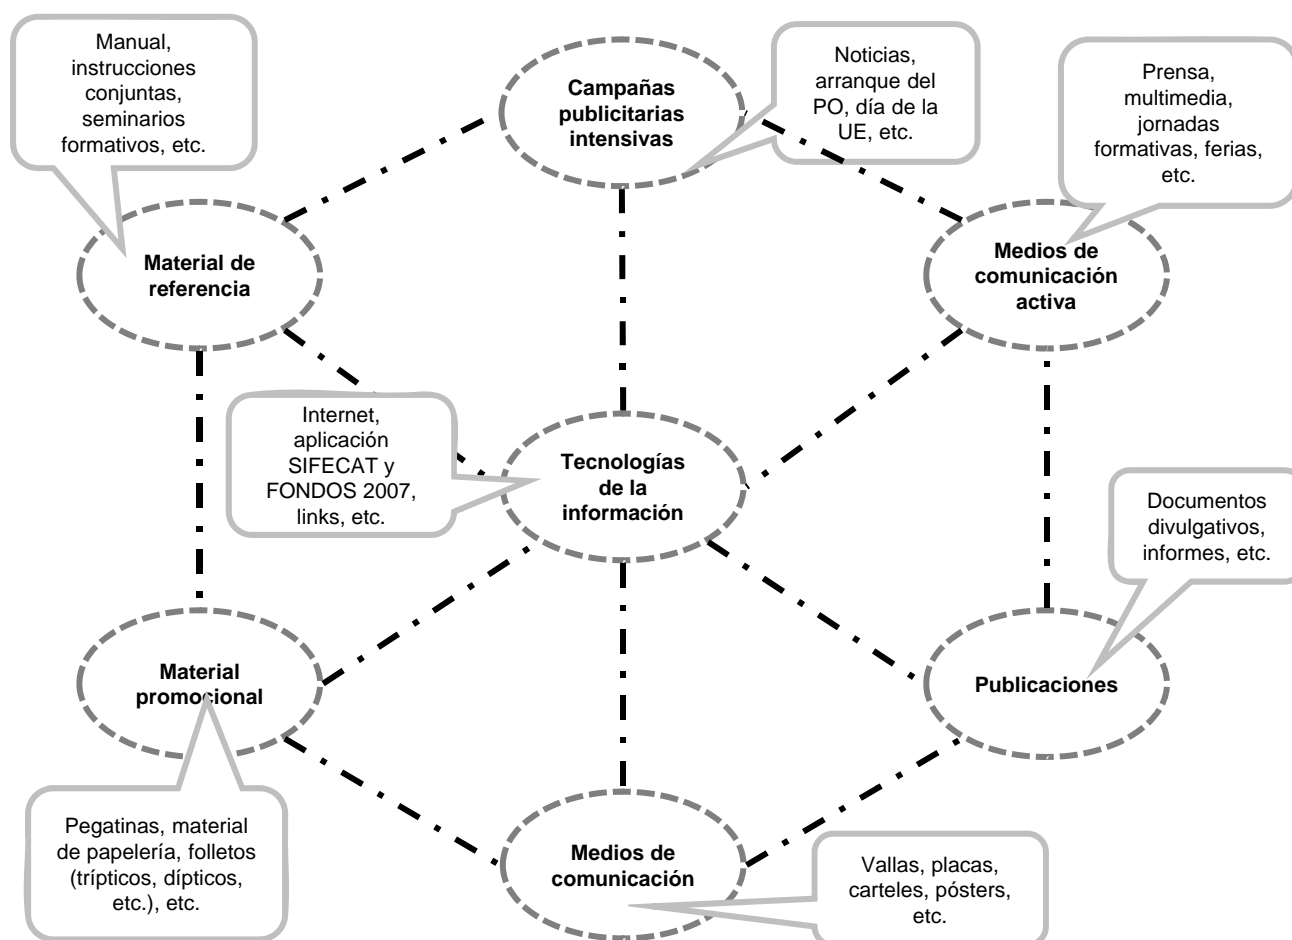 Manual,
instrucciones
conjuntas,
seminarios
formativos, etc.
Campañas
publicitarias
intensivas
Noticias,
arranque del
PO, día de la
UE, etc.
Prensa,
multimedia,
jornadas
formativas, ferias,
etc.
Material de
referencia
Medios de
comunicación
activa
Internet,
aplicación
SIFECAT y
FONDOS 2007,
links, etc.
Tecnologías
de la
información
Documentos
divulgativos,
informes, etc.
Material
promocional
Publicaciones
Pegatinas, material
de papelería, folletos
(trípticos, dípticos,
etc.), etc.
Medios de
comunicación
Vallas, placas,
carteles, pósters,
etc.